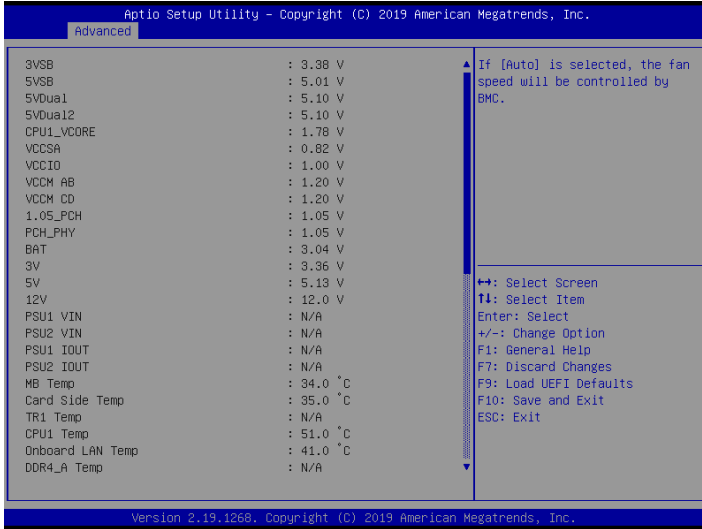 Aptio Setup Utility – Copyright (C) 2019 American Megatrends, Inc.
Advanced
3VSB : 3.38 V
5VSB : 5.01 V
5VDual : 5.10 V
5VDual2 : 5.10 V
CPU1_VCORE : 1.78 V
VCCSA : 0.82 V
VCCIO : 1.00 V
VCCM AB : 1.20 V
VCCM CD : 1.20 V
1.05_PCH : 1.05 V
PCH_PHY : 1.05 V
BAT : 3.04 V
3V : 3.36 V
5V : 5.13 V
12V : 12.0 V
PSU1 VIN : N/A
PSU2 VIN : N/A
PSU1 IOUT : N/A
PSU2 IOUT : N/A
MB Temp : 34.0 °C
Card Side Temp : 35.0 °C
TR1 Temp : N/A
CPU1 Temp : 51.0 °C
Onboard LAN Temp : 41.0 °C
DDR4_A Temp : N/A
If [Auto] is selected, the fan
speed will be controlled by
BMC.
↔: Select Screen
↑↓: Select Item
Enter: Select
+/-: Change Option
F1: General Help
F7: Discard Changes
F9: Load UEFI Defaults
F10: Save and Exit
ESC: Exit
Version 2.19.1268. Copyright (C) 2019 American Megatrends, Inc.